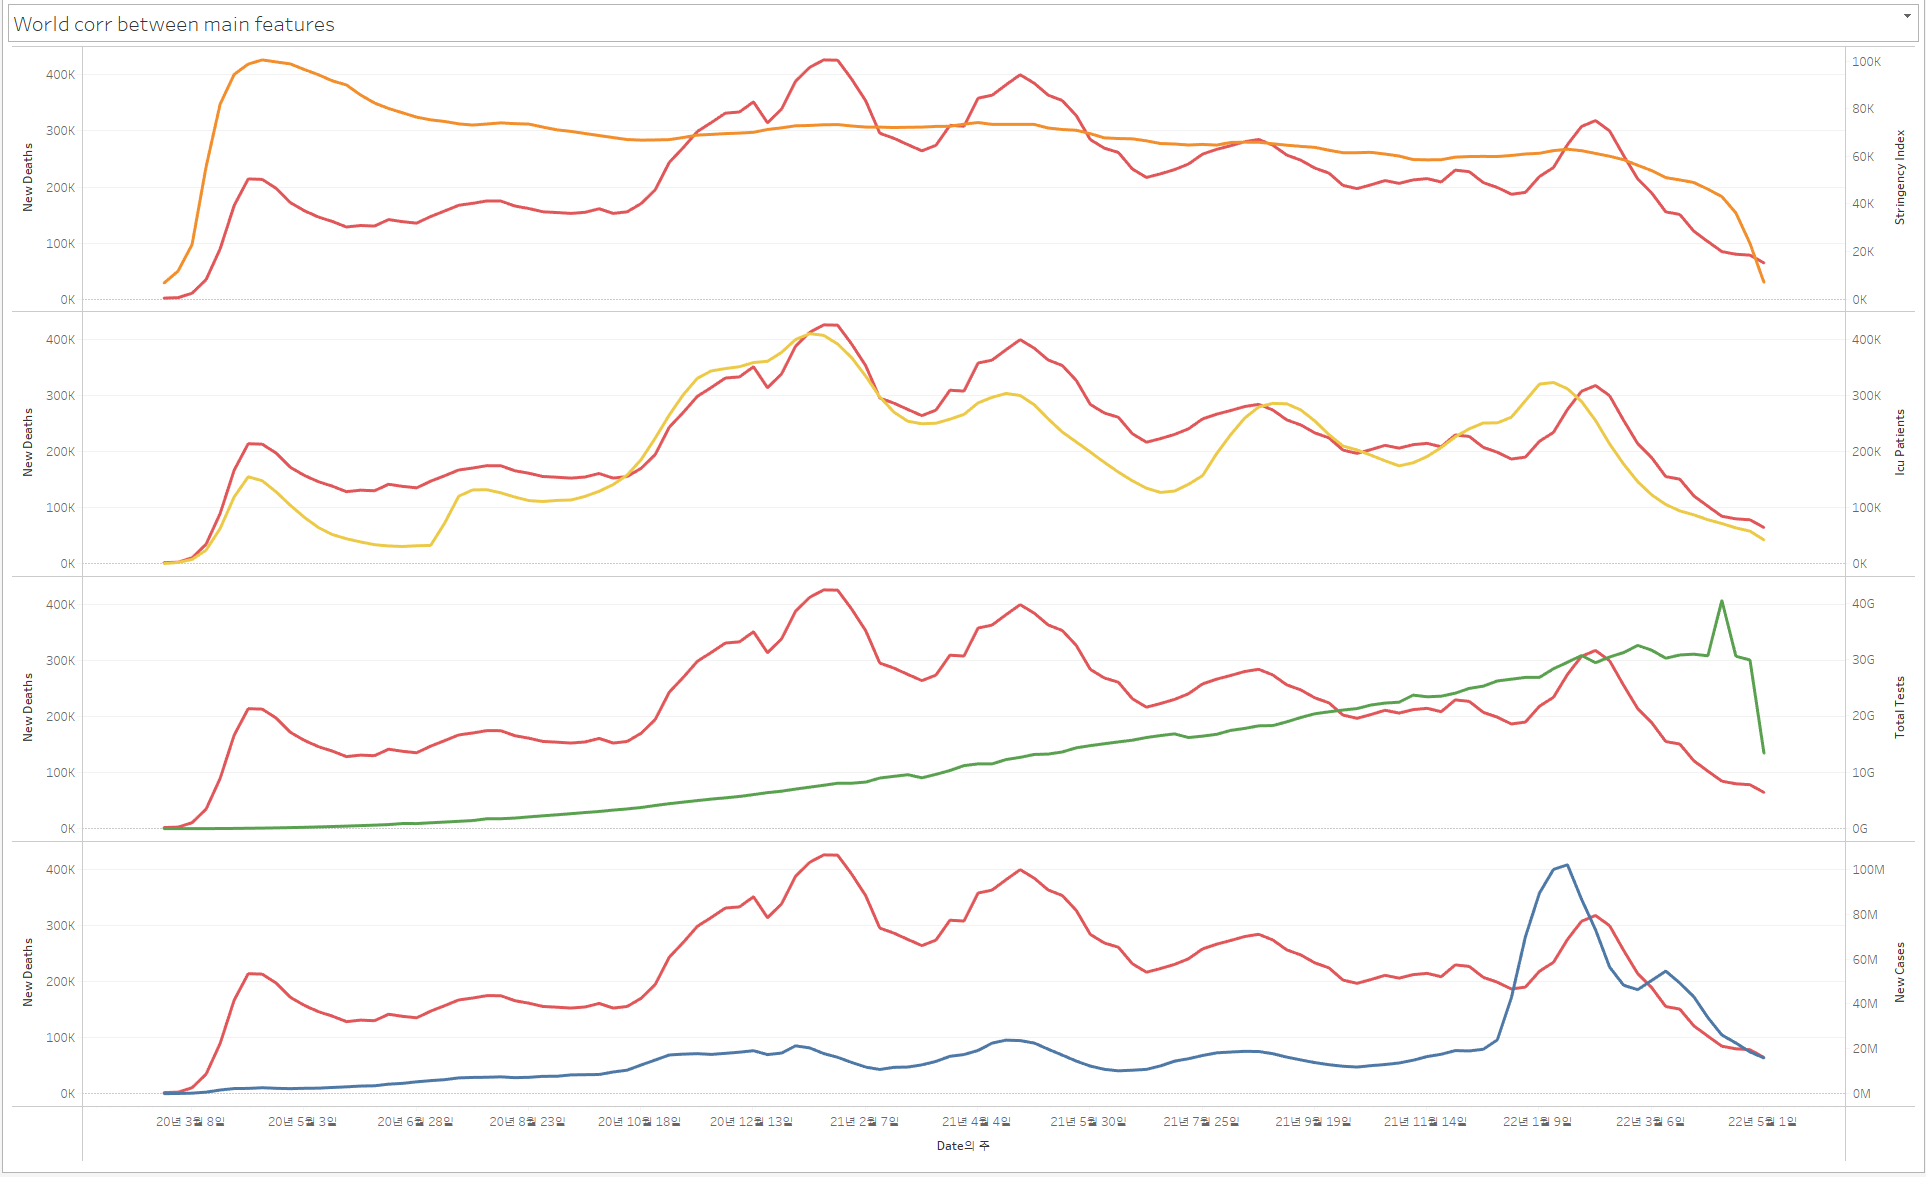 World corr between main features
400K
300K
200K
100K
0K
New Deaths
100K
80K
60K
40K
20K
0K
Stringency Index
400K
300K
200K
100K
0K
New Deaths
400K
300K
200K
100K
0K
Icu Patients
400K
300K
200K
100K
0K
New Deaths
40G
30G
20G
10G
0G
Total Tests
400K
300K
200K
100K
0K
New Deaths
100M
80M
60M
40M
20M
0M
New Cases
20년 3월 8일 20년 5월 3일 20년 6월 28일 20년 8월 23일 20년 10월 18일 20년 12월 13일 21년 2월 7일 21년 4월 4일 21년 5월 30일 21년 7월 25일 21년 9월 19일 21년 11월 14일 22년 1월 9일 22년 3월 6일 22년 5월 1일
Date의 주